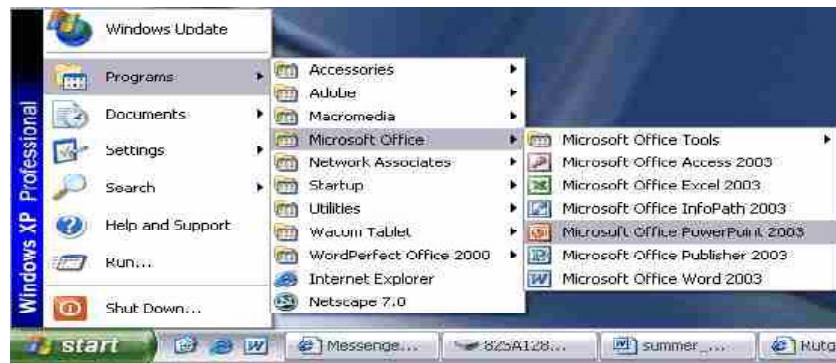 Windows XP Professional
Windows Update
Programs
Documents
Settings
Search
Help and Support
Run...
Shut Down...
Accessories
Adobe
Macromedia
Microsoft Office
Network Associates
Startup
Utilities
Wacom Tablet
WordPerfect Office 2000
Internet Explorer
Netscape 7.0
Microsoft Office Tools
Microsoft Office Access 2003
Microsoft Office Excel 2003
Microsoft Office InfoPath 2003
Microsoft Office PowerPoint 2003
Microsoft Office Publisher 2003
Microsoft Office Word 2003
start
Messenge...
825A128...
summer_...
Rutg